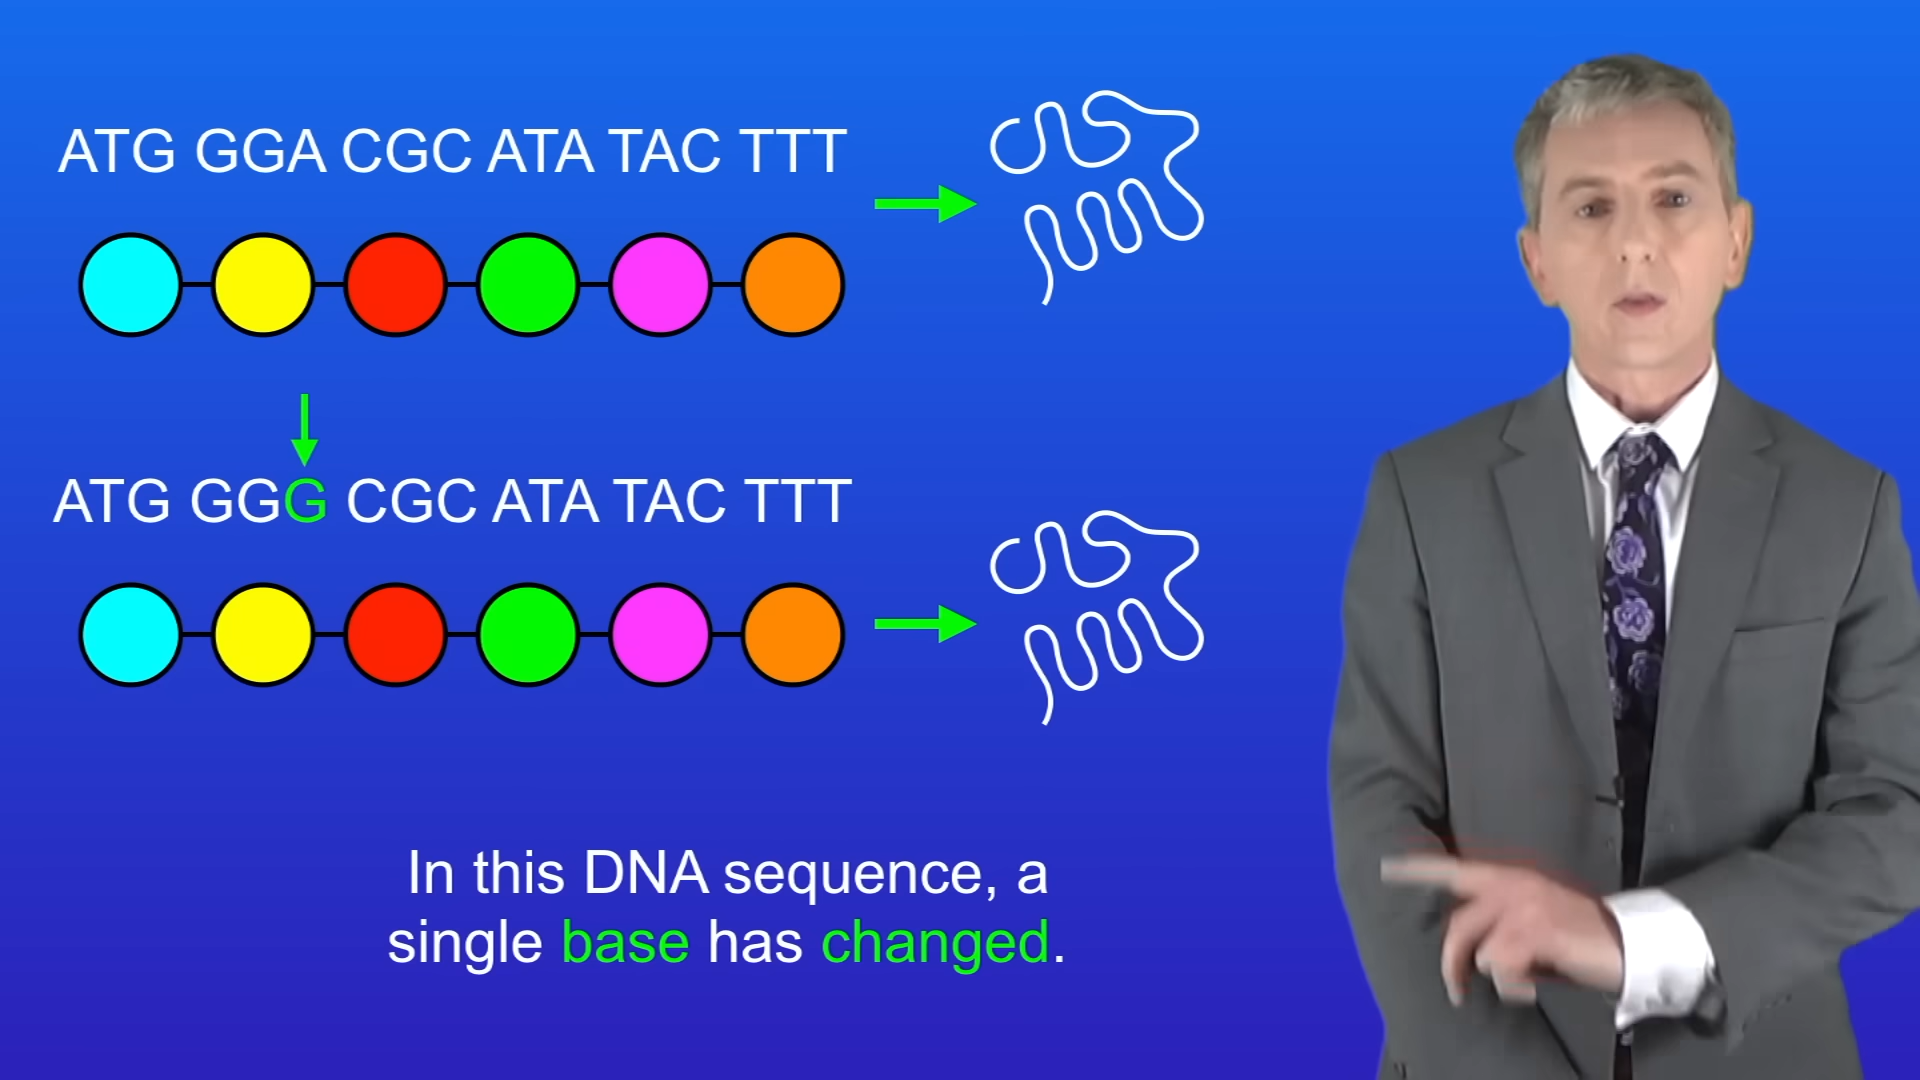 ATG GGA CGC ATA TAC TTT
ATG GGG CGC ATA TAC TTT
In this DNA sequence, a
single base has changed.